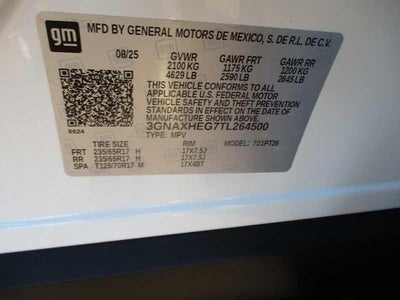 gm
MFD BY GENERAL MOTORS DE MEXICO, S. DE R.L. DE C.V.
08/25 GVWR GAWR FRT GAWR RR
2100 KG 1175 KG 1200 KG
4629 LB 2590 LB 2645 LB
THIS VEHICLE CONFORMS TO ALL
APPLICABLE U.S. FEDERAL MOTOR
VEHICLE SAFETY, BUMPER, AND THEFT PREVENTION
STANDARDS IN EFFECT ON THE DATE OF
MANUFACTURE SHOWN ABOVE.
3GNAXHEG7TL264500
TYPE: MPV MODEL:
TIRE SIZE RIM
FRT 235/65R17 H 17X7.5J
RR 235/65R17 H 17X7.5J
SPA T125/70R17 M 17X4BT